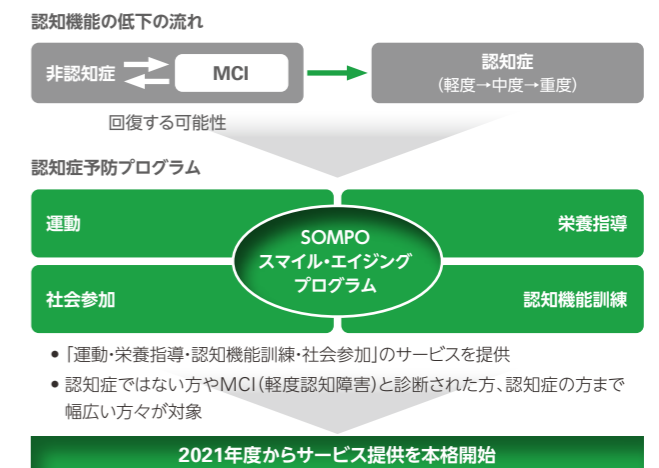 認知機能の低下の流れ
非認知症
MCI
認知症
（軽度→中度→重度）
回復する可能性
認知症予防プログラム
運動
栄養指導
SOMPO
スマイル・エイジング
プログラム
社会参加
認知機能訓練
• 「運動・栄養指導・認知機能訓練・社会参加」のサービスを提供
• 認知症ではない方やMCI（軽度認知障害）と診断された方、認知症の方まで
幅広い方々が対象
2021年度からサービス提供を本格開始